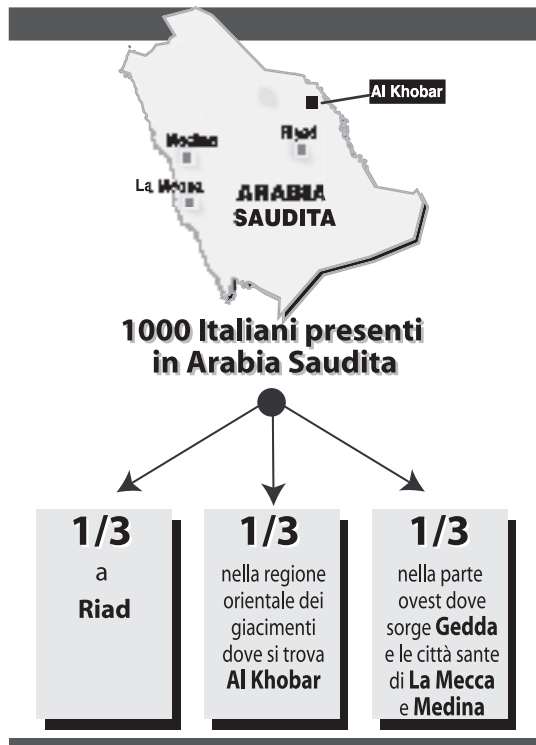 Al Khobar
Medina
Riyad
La Mecca
ARABIA
SAUDITA
1000 Italiani presenti
in Arabia Saudita
1/3
a
Riad
1/3
nella regione
orientale dei
giacimenti
dove si trova
Al Khobar
1/3
nella parte
ovest dove
sorge Gedda
e le città sante
di La Mecca
e Medina